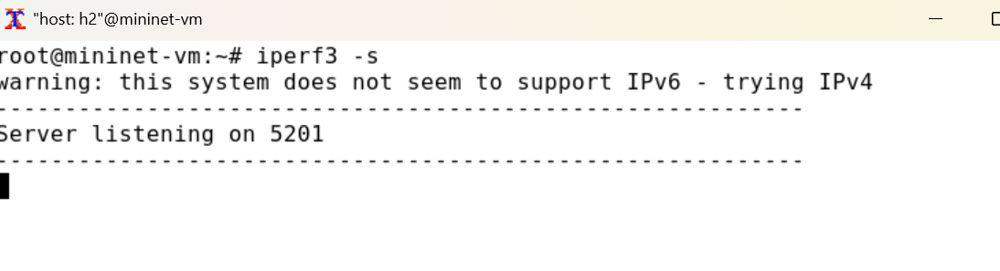 "host: h2"@mininet-vm
root@mininet-vm:~# iperf3 -s
warning: this system does not seem to support IPv6 - trying IPv4
-----------------------------------------------------------
Server listening on 5201
-----------------------------------------------------------